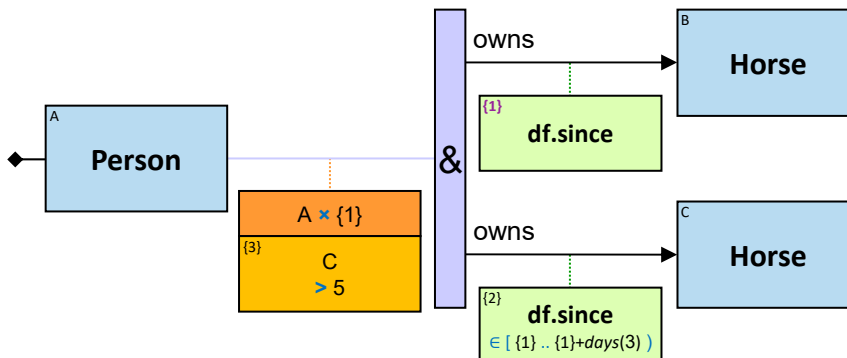 owns
B
Horse
{1}
df.since
A
Person
&
A × {1}
{3}
C
> 5
owns
C
Horse
{2}
df.since
∈ [ {1} .. {1}+days(3) )